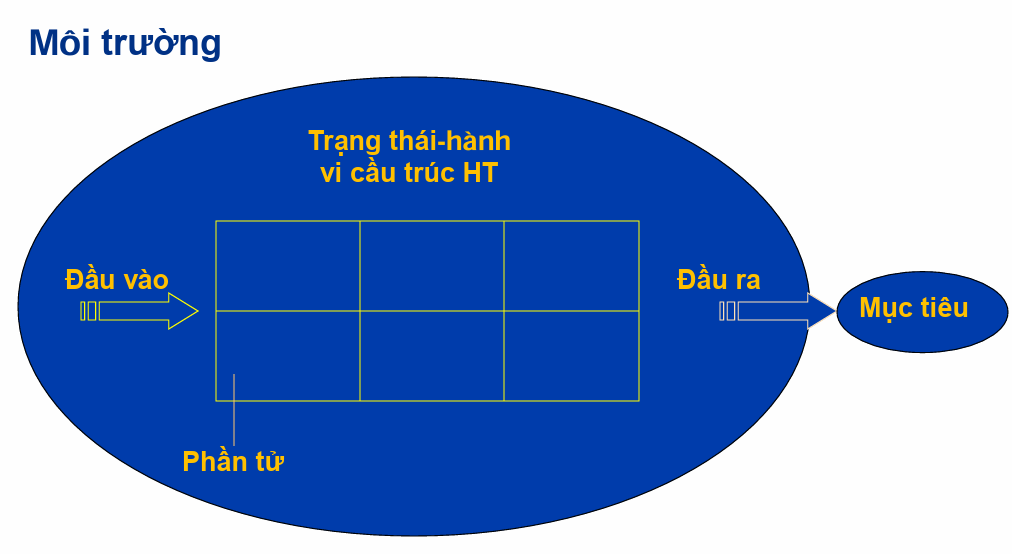 Môi trường
Trạng thái-hành
vi cầu trúc HT
Đầu vào
Đầu ra
Mục tiêu
Phần tử